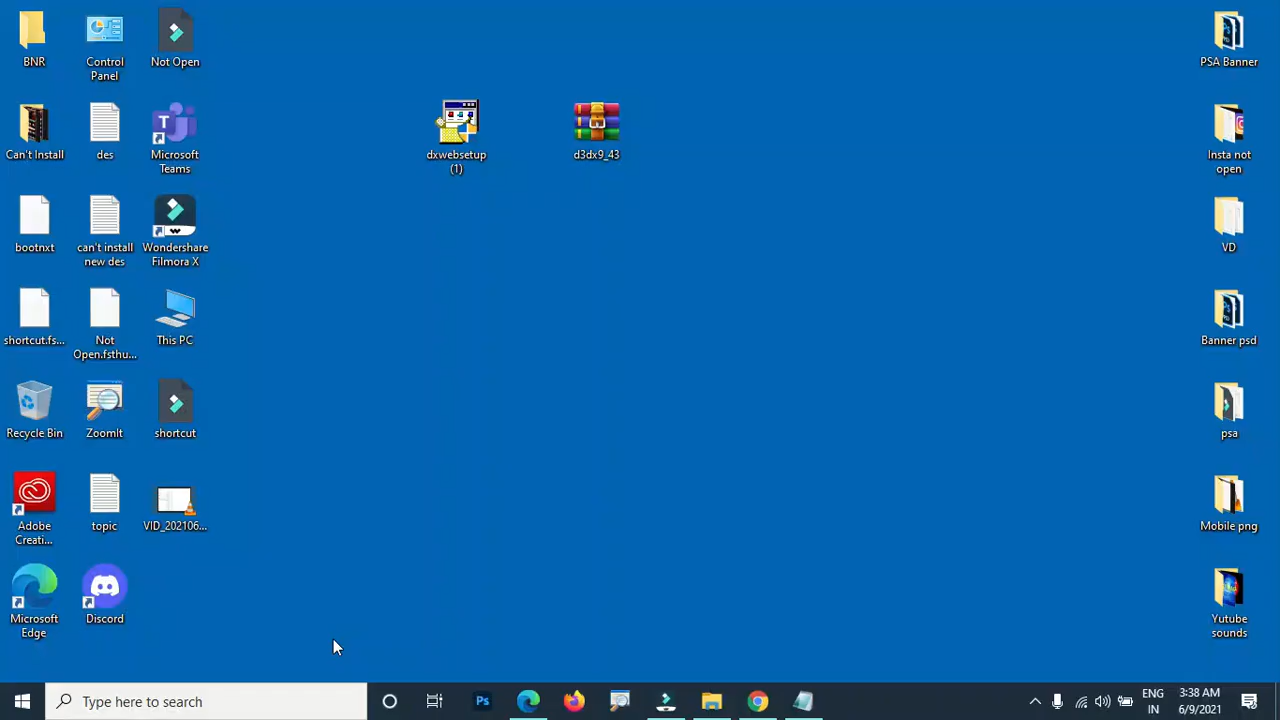 BNR
Control
Panel
Not Open
Can't Install
des
Microsoft
Teams
bootnxt
can't install
new des
Wondershare
Filmora X
shortcut.fs...
Not
Open.fsthu...
This PC
Recycle Bin
ZoomIt
shortcut
Adobe
Creati...
topic
VID_202106...
Microsoft
Edge
Discord
dxwebsetup
(1)
d3dx9_43
PSA Banner
Insta not
open
VD
Banner psd
psa
Mobile png
Yutube
sounds
Type here to search
Ps
ENG
IN
3:38 AM
6/9/2021